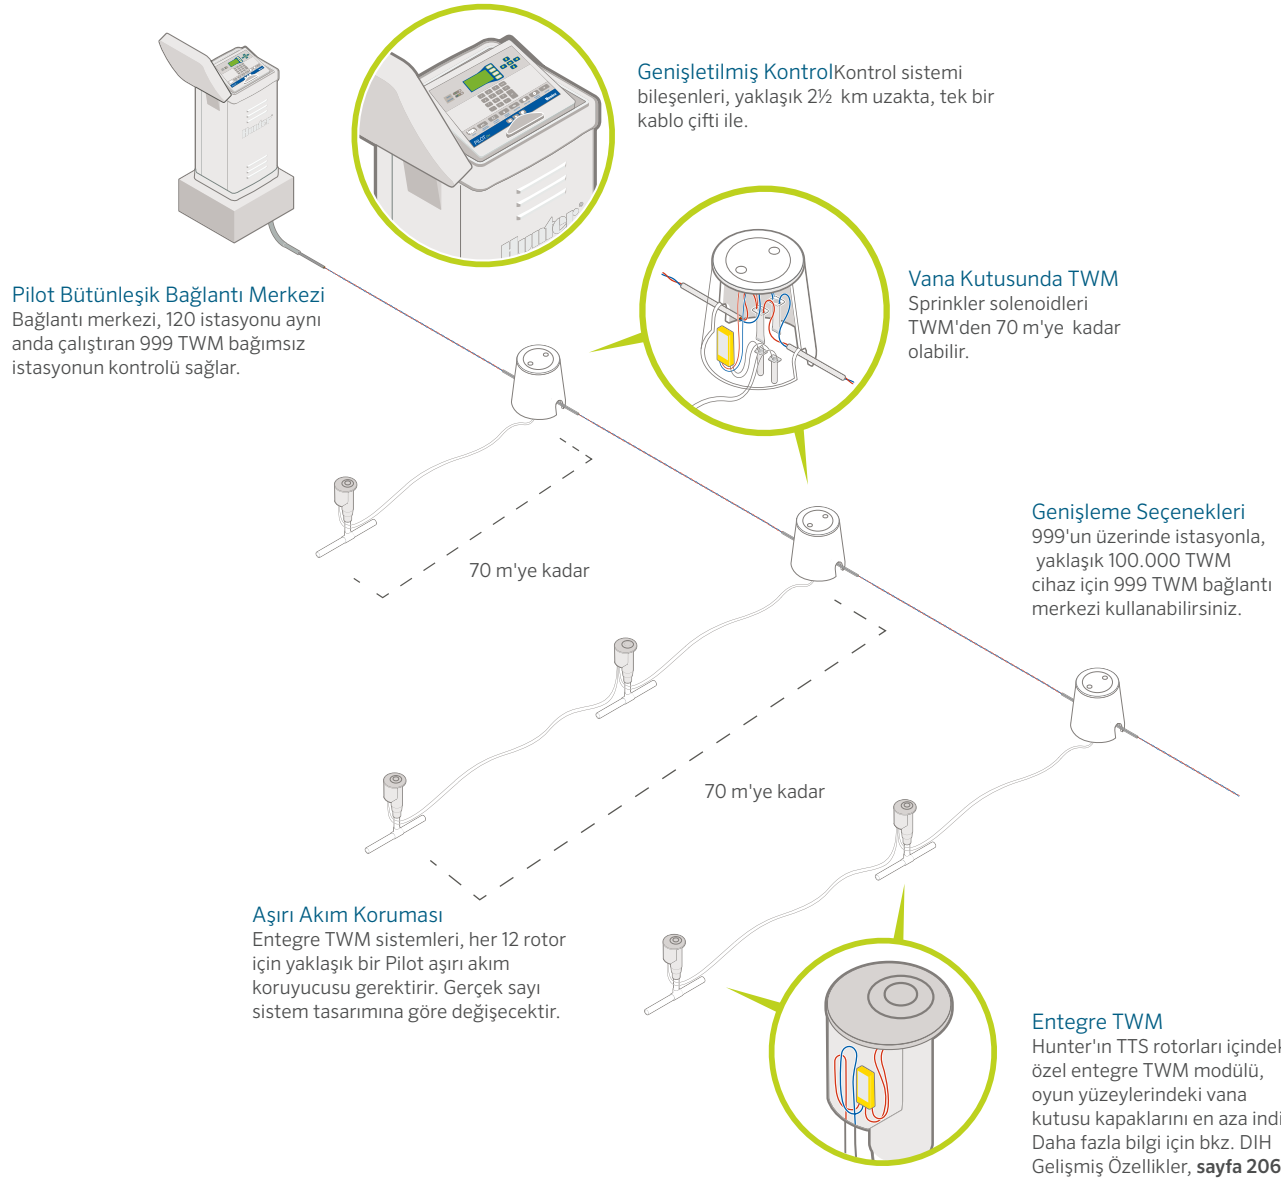 Genişletilmiş KontrolKontrol sistemi
bileşenleri, yaklaşık 2½ km uzakta, tek bir
kablo çifti ile.
PILOT
Hunter
Hunter
Vana Kutusunda TWM
Sprinkler solenoidleri
TWM'den 70 m'ye kadar
olabilir.
Pilot Bütünleşik Bağlantı Merkezi
Bağlantı merkezi, 120 istasyonu aynı
anda çalıştıran 999 TWM bağımsız
istasyonun kontrolü sağlar.
Genişleme Seçenekleri
999'un üzerinde istasyonla,
yaklaşık 100.000 TWM
cihaz için 999 TWM bağlantı
merkezi kullanabilirsiniz.
70 m'ye kadar
70 m'ye kadar
Aşırı Akım Koruması
Entegre TWM sistemleri, her 12 rotor
için yaklaşık bir Pilot aşırı akım
koruyucusu gerektirir. Gerçek sayı
sistem tasarımına göre değişecektir.
Entegre TWM
Hunter'ın TTS rotorları içindek
özel entegre TWM modülü,
oyun yüzeylerindeki vana
kutusu kapaklarını en aza indi
Daha fazla bilgi için bkz. DIH
Gelişmiş Özellikler, sayfa 206